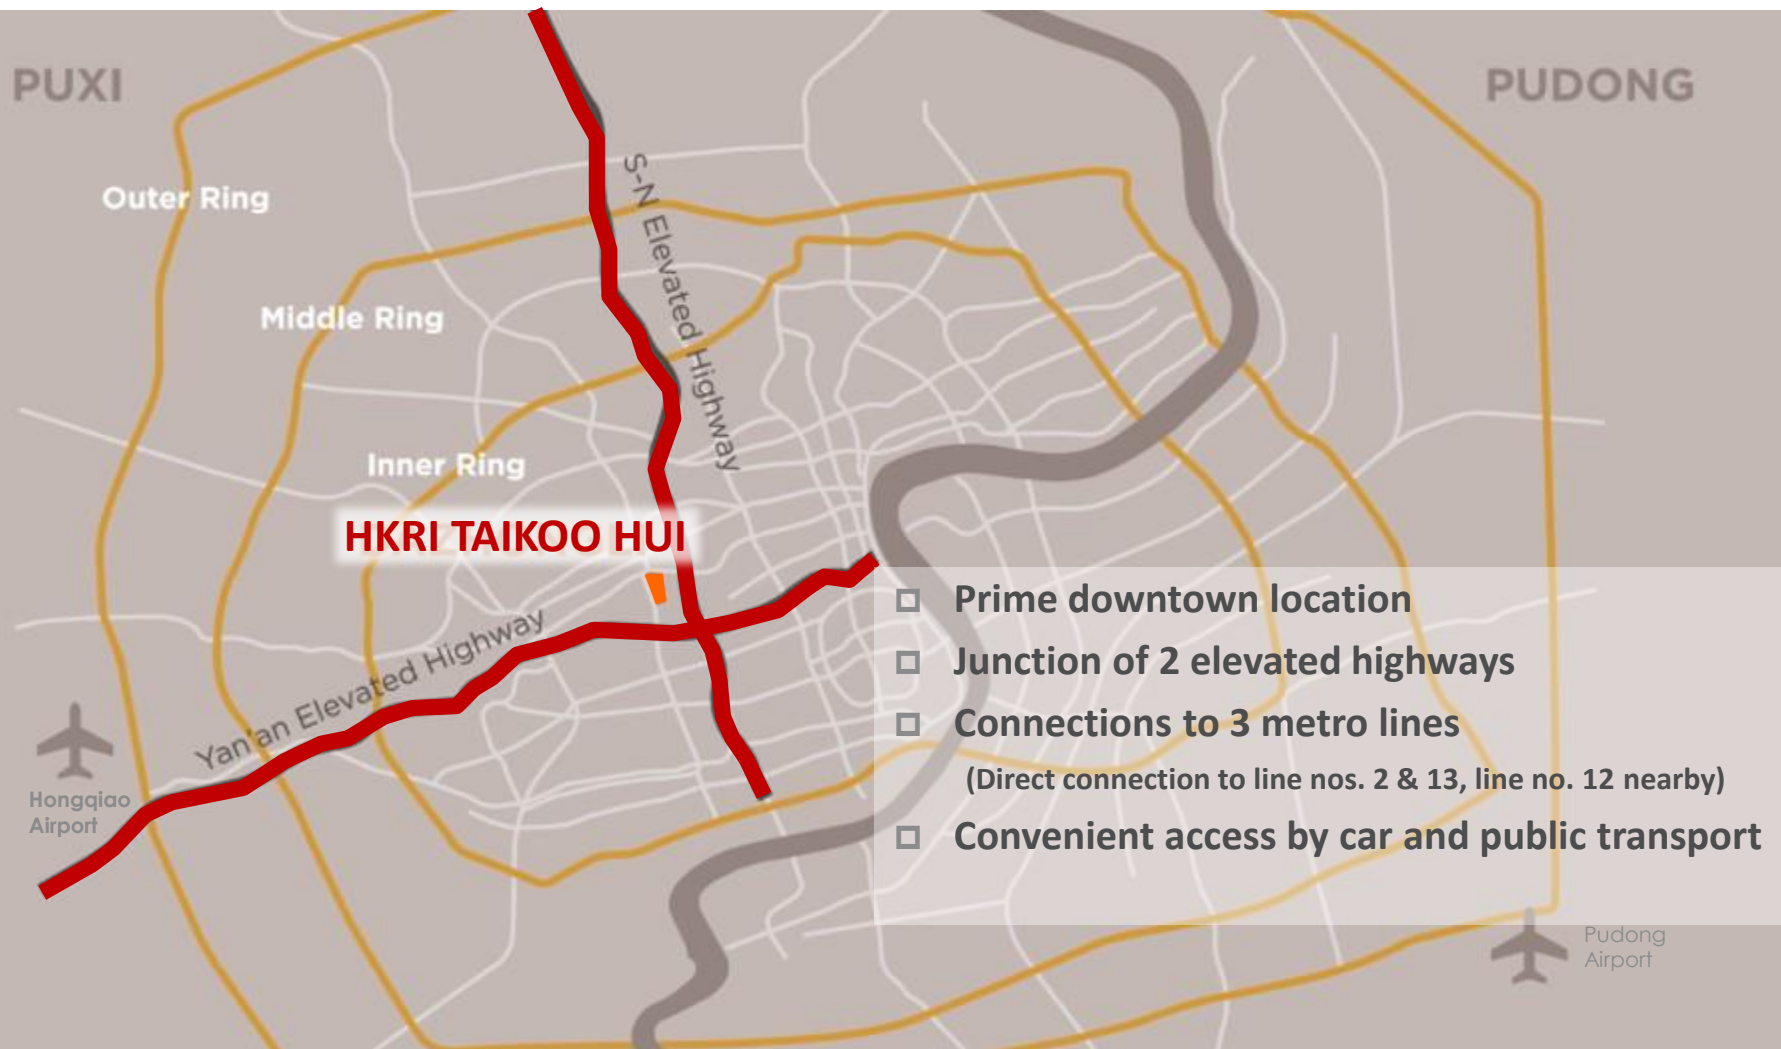 PUXI
PUDONG
Outer Ring
S-N Elevated Highway
Middle Ring
Inner Ring
HKRI TAIKOO HUI
Yan'an Elevated Highway
Hongqiao
Airport
Prime downtown location
Junction of 2 elevated highways
Connections to 3 metro lines
(Direct connection to line nos. 2 & 13, line no. 12 nearby)
Convenient access by car and public transport
Pudong
Airport